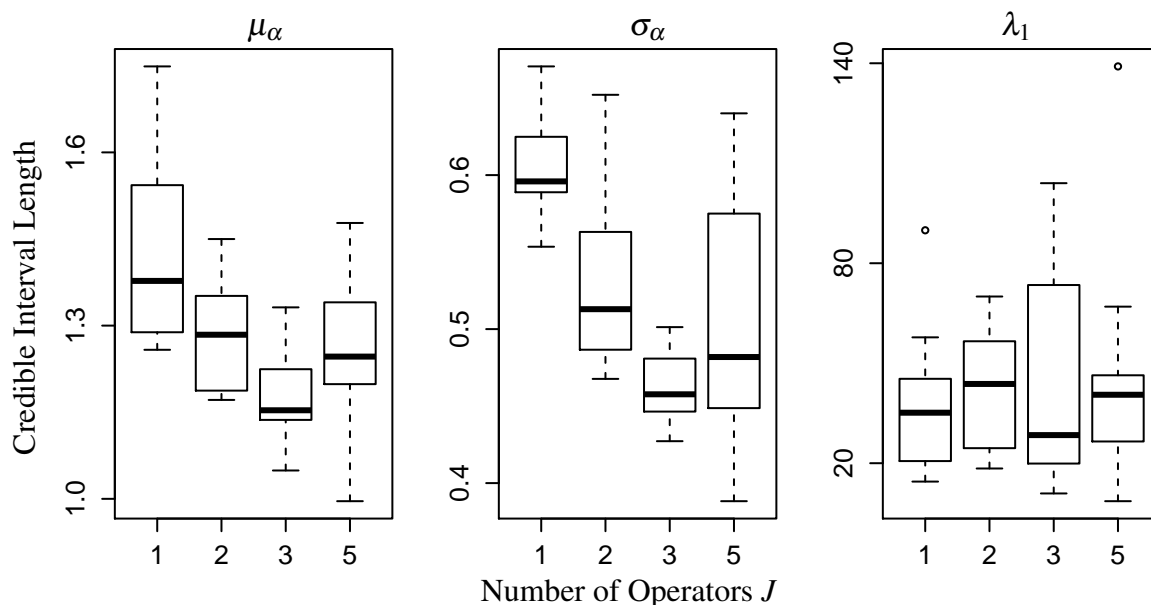 μα
σα
λ1
Credible Interval Length
1.6
1.3
1.0
1 2 3 5
0.6
0.5
0.4
1 2 3 5
140
80
20
1 2 3 5
Number of Operators J